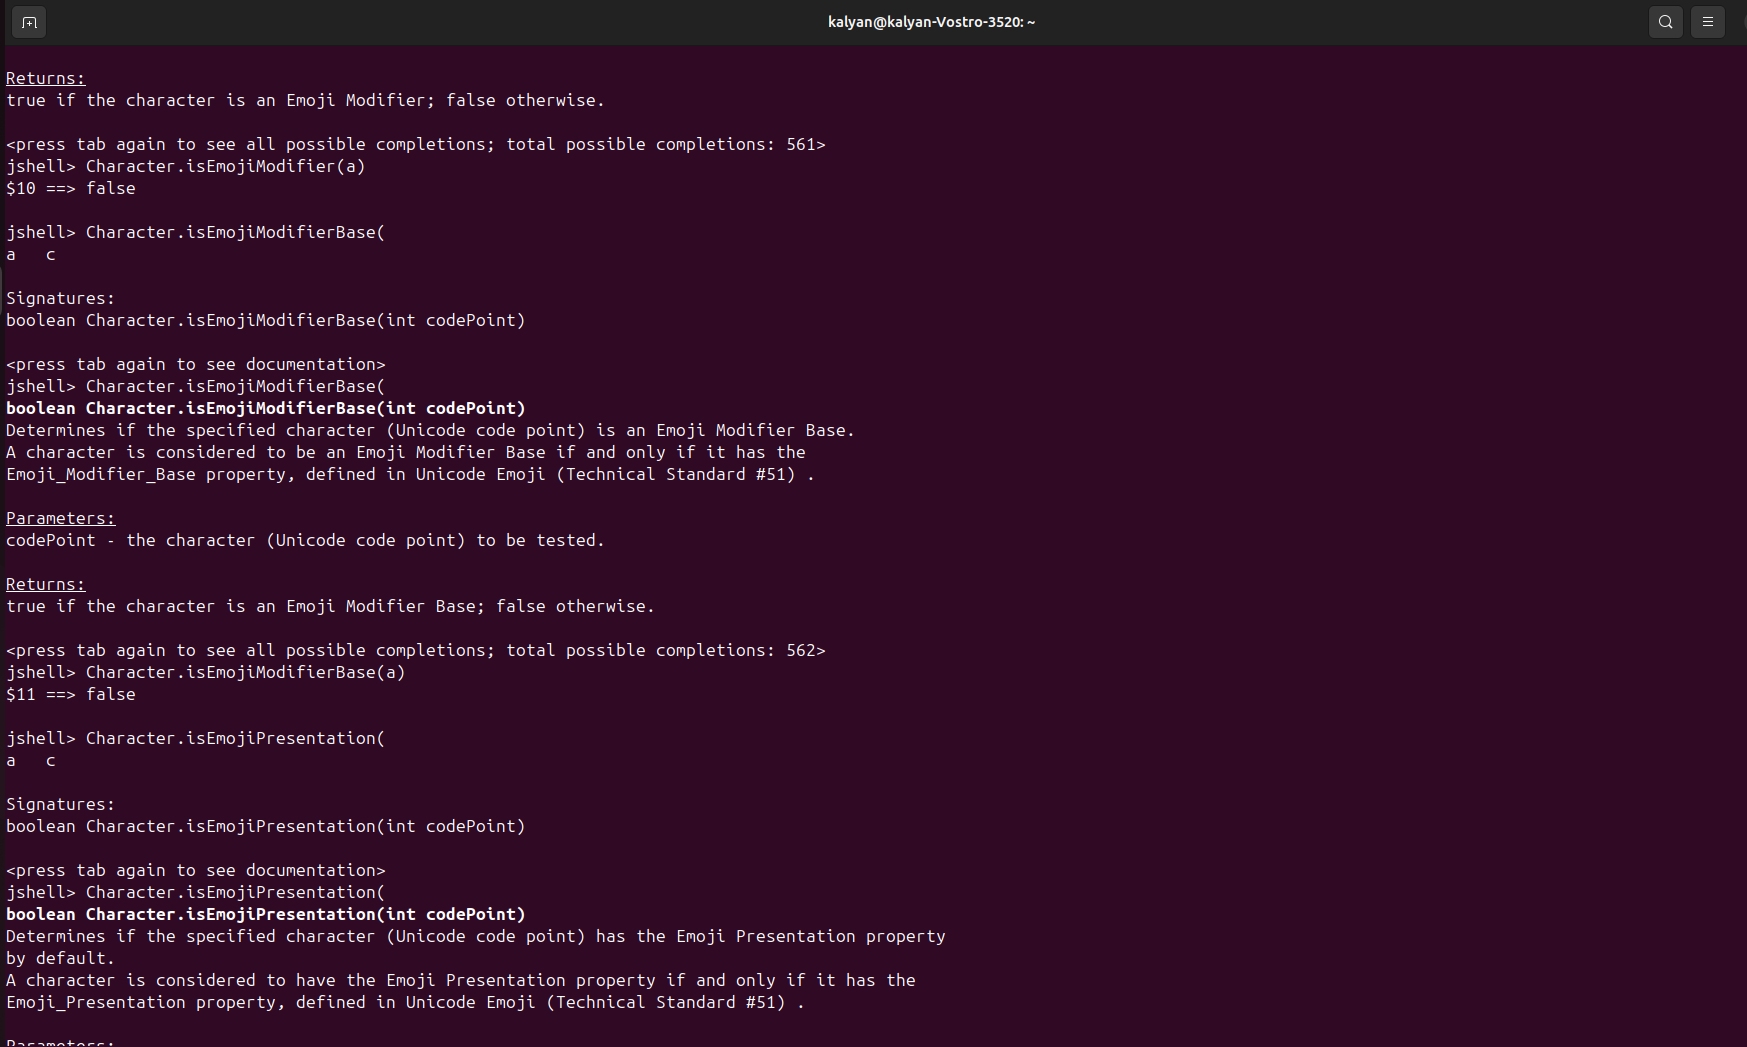 kalyan@kalyan-Vostro-3520: ~
Returns:
true if the character is an Emoji Modifier; false otherwise.
<press tab again to see all possible completions; total possible completions: 561>
jshell> Character.isEmojiModifier(a)
$10 ==> false
jshell> Character.isEmojiModifierBase(
a   c
Signatures:
boolean Character.isEmojiModifierBase(int codePoint)
<press tab again to see documentation>
jshell> Character.isEmojiModifierBase(
boolean Character.isEmojiModifierBase(int codePoint)
Determines if the specified character (Unicode code point) is an Emoji Modifier Base.
A character is considered to be an Emoji Modifier Base if and only if it has the
Emoji_Modifier_Base property, defined in Unicode Emoji (Technical Standard #51) .
Parameters:
codePoint - the character (Unicode code point) to be tested.
Returns:
true if the character is an Emoji Modifier Base; false otherwise.
<press tab again to see all possible completions; total possible completions: 562>
jshell> Character.isEmojiModifierBase(a)
$11 ==> false
jshell> Character.isEmojiPresentation(
a   c
Signatures:
boolean Character.isEmojiPresentation(int codePoint)
<press tab again to see documentation>
jshell> Character.isEmojiPresentation(
boolean Character.isEmojiPresentation(int codePoint)
Determines if the specified character (Unicode code point) has the Emoji Presentation property
by default.
A character is considered to have the Emoji Presentation property if and only if it has the
Emoji_Presentation property, defined in Unicode Emoji (Technical Standard #51) .
Parameters: